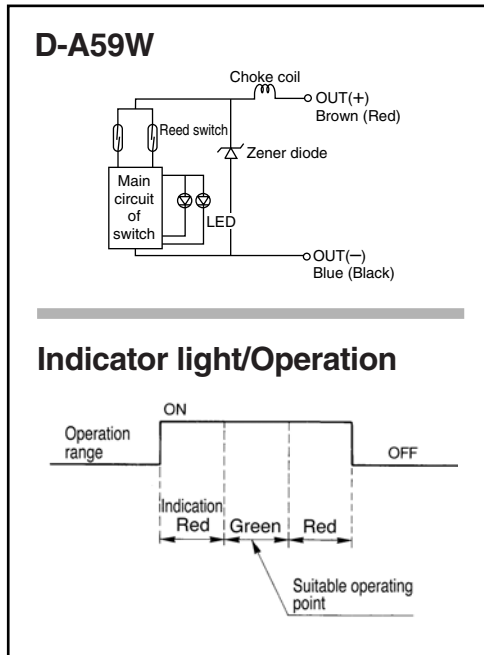 D-A59W
Choke coil
OUT(+)
Brown (Red)
Reed switch
Zener diode
Main
circuit
of
switch
LED
OUT(−)
Blue (Black)
Indicator light/Operation
ON
Operation
range
OFF
Indication
Red
Green
Red
Suitable operating
point